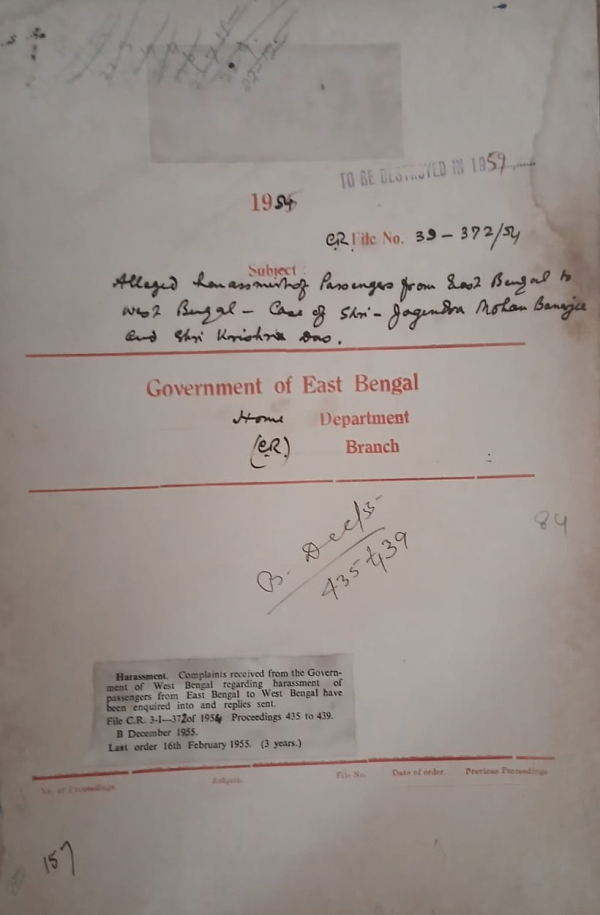 TO BE DESTROYED IN 1959
1954
CR File No. 3I-372/54
Subject :
Alleged harassment of Passengers from East Bengal to
West Bengal - Case of Shri - Jogendra Mohan Banerjee
and Shri Krishna Das.
Government of East Bengal
Home Department
(CR) Branch
84
B. Dec/55
435 to 439
Harassment. Complaints received from the Govern-
ment of West Bengal regarding harassment of
passengers from East Bengal to West Bengal have
been enquired into and replies sent.
File C.R. 3-I—372 of 1954 Proceedings 435 to 439.
B December 1955.
Last order 16th February 1955. (3 years.)
No. of Proceedings. Subject. File No. Date of order. Previous Proceedings
157